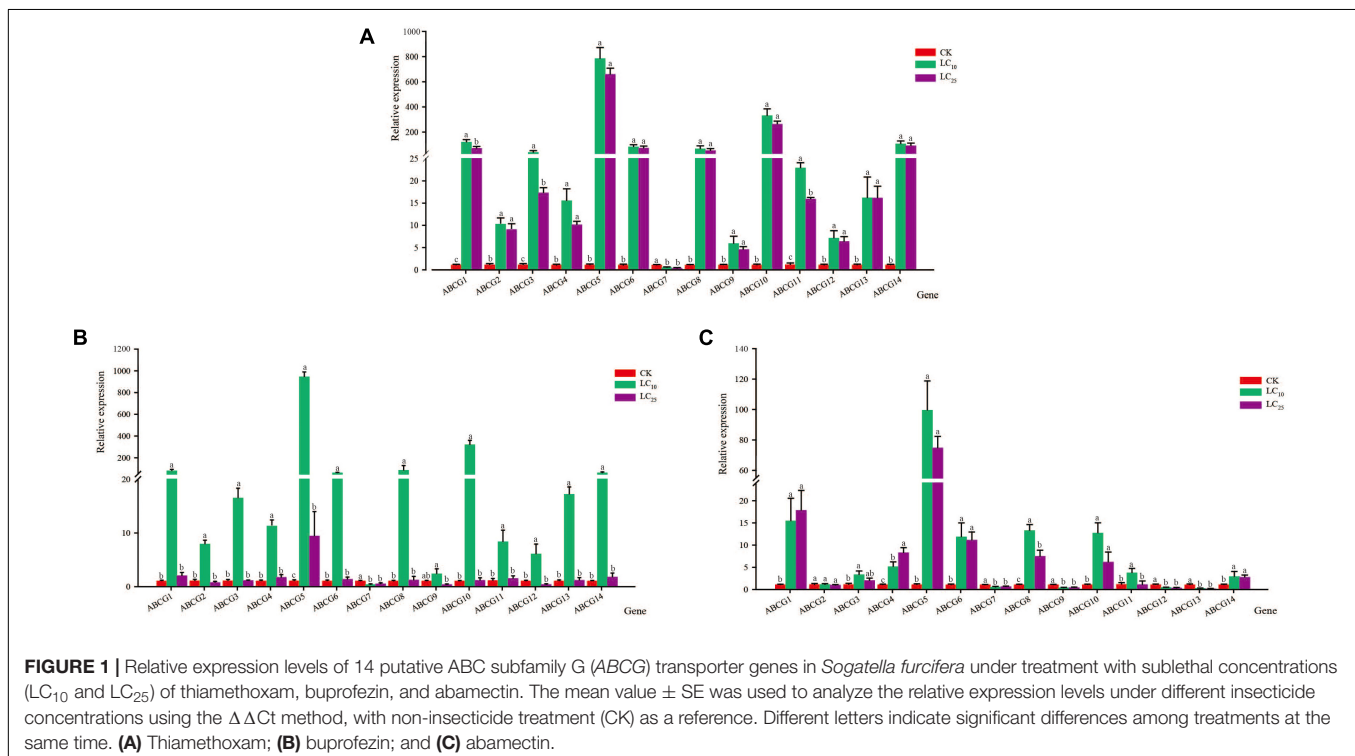 A
1000
800
600
400
200
25
20
15
10
5
0
Relative expression
CK
LC10
LC25
c a b
b a a
c a b
b a a
b a a
b a a
a b b
b a a
b a a
b a a
c a b
b a a
b a a
b a a
ABCG1 ABCG2 ABCG3 ABCG4 ABCG5 ABCG6 ABCG7 ABCG8 ABCG9 ABCG10 ABCG11 ABCG12 ABCG13 ABCG14
Gene
B
1200
1000
800
600
400
200
20
10
0
Relative expression
CK
LC10
LC25
b a b
b a b
b a b
b a b
c a b
b a b
a b b
b a b
ab a b
b a b
b a b
b a b
b a b
b a b
ABCG1 ABCG2 ABCG3 ABCG4 ABCG5 ABCG6 ABCG7 ABCG8 ABCG9 ABCG10 ABCG11 ABCG12 ABCG13 ABCG14
Gene
C
140
120
100
80
60
25
20
15
10
5
0
Relative expression
CK
LC10
LC25
b a a
a a a
b a ab
c b a
b a a
b a a
a b b
c a b
a b b
b a a
b a b
a b b
a b b
b a a
ABCG1 ABCG2 ABCG3 ABCG4 ABCG5 ABCG6 ABCG7 ABCG8 ABCG9 ABCG10 ABCG11 ABCG12 ABCG13 ABCG14
Gene
FIGURE 1 | Relative expression levels of 14 putative ABC subfamily G (ABCG) transporter genes in Sogatella furcifera under treatment with sublethal concentrations
(LC10 and LC25) of thiamethoxam, buprofezin, and abamectin. The mean value ± SE was used to analyze the relative expression levels under different insecticide
concentrations using the ΔΔCt method, with non-insecticide treatment (CK) as a reference. Different letters indicate significant differences among treatments at the
same time. (A) Thiamethoxam; (B) buprofezin; and (C) abamectin.